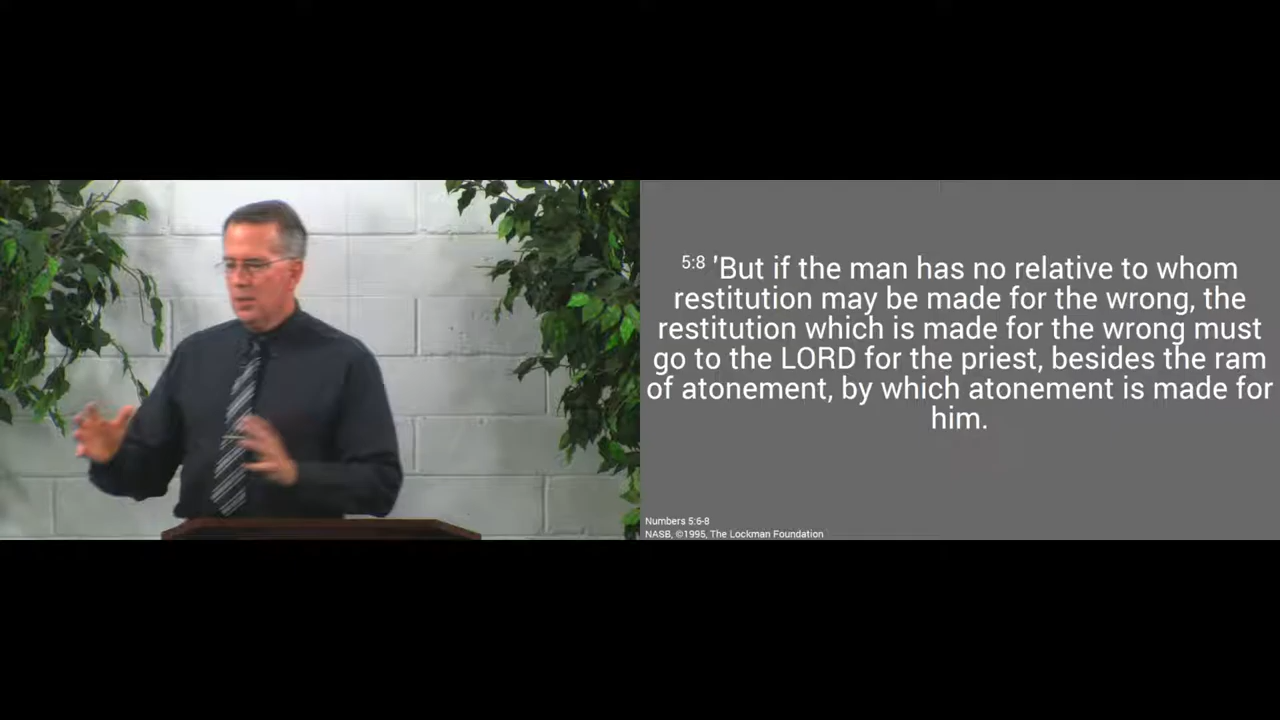 5:8 'But if the man has no relative to whom
restitution may be made for the wrong, the
restitution which is made for the wrong must
go to the LORD for the priest, besides the ram
of atonement, by which atonement is made for
him.
Numbers 5:6-8
NASB, ©1995, The Lockman Foundation